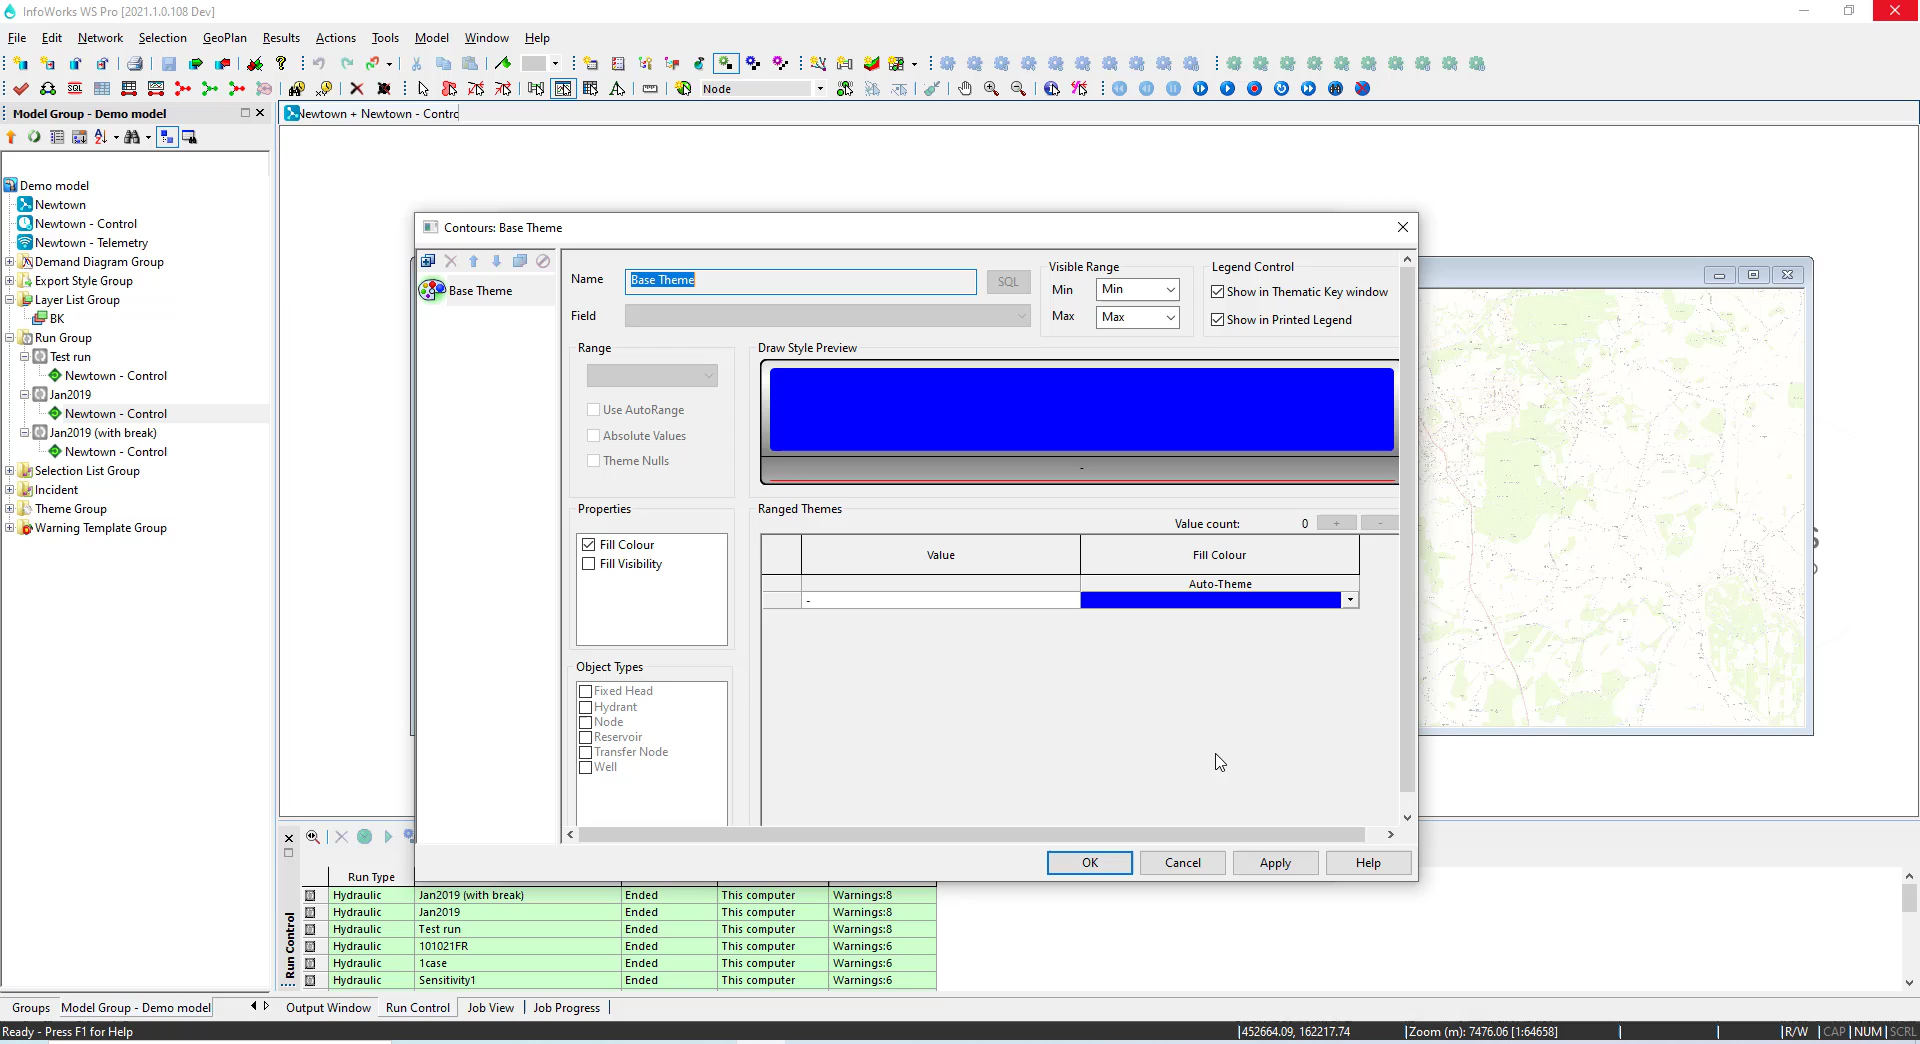 InfoWorks WS Pro [2021.1.0.108 Dev]
File Edit Network Selection GeoPlan Results Actions Tools Model Window Help
Node
Model Group - Demo model
Newtown + Newtown - Contro
Demo model
Newtown
Newtown - Control
Newtown - Telemetry
Demand Diagram Group
Export Style Group
Layer List Group
BK
Run Group
Test run
Newtown - Control
Jan2019
Newtown - Control
Jan2019 (with break)
Newtown - Control
Selection List Group
Incident
Theme Group
Warning Template Group
Contours: Base Theme
Base Theme
Name Base Theme SQL
Field
Visible Range
Min Min
Max Max
Legend Control
Show in Thematic Key window
Show in Printed Legend
Range
Use AutoRange
Absolute Values
Theme Nulls
Draw Style Preview
-
Properties
Fill Colour
Fill Visibility
Object Types
Fixed Head
Hydrant
Node
Reservoir
Transfer Node
Well
Ranged Themes
Value count: 0 + -
Value Fill Colour
Auto-Theme
-
OK Cancel Apply Help
Run Control
Run Type
Hydraulic Jan2019 (with break) Ended This computer Warnings:8
Hydraulic Jan2019 Ended This computer Warnings:8
Hydraulic Test run Ended This computer Warnings:8
Hydraulic 101021FR Ended This computer Warnings:6
Hydraulic 1case Ended This computer Warnings:6
Hydraulic Sensitivity1 Ended This computer Warnings:6
Groups Model Group - Demo model Output Window Run Control Job View Job Progress
Ready - Press F1 for Help 452664.09, 162217.74 Zoom (m): 7476.06 [1:64658] R/W CAP NUM SCRL